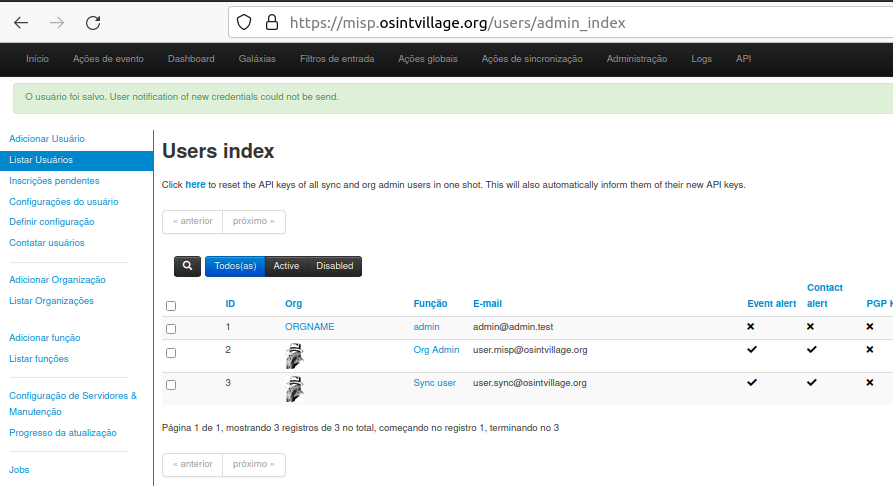 https://misp.osintvillage.org/users/admin_index
Início Ações de evento Dashboard Galáxias Filtros de entrada Ações globais Ações de sincronização Administração Logs API
O usuário foi salvo. User notification of new credentials could not be send.
Adicionar Usuário
Listar Usuários
Inscrições pendentes
Configurações do usuário
Definir configuração
Contatar usuários
Adicionar Organização
Listar Organizações
Adicionar função
Listar funções
Configuração de Servidores &
Manutenção
Progresso da atualização
Jobs
Users index
Click here to reset the API keys of all sync and org admin users in one shot. This will also automatically inform them of their new API keys.
« anterior próximo »
Todos(as) Active Disabled
ID Org Função E-mail Event alert Contact alert PGP
1 ORGNAME admin admin@admin.test
2 Org Admin user.misp@osintvillage.org
3 Sync user user.sync@osintvillage.org
Página 1 de 1, mostrando 3 registros de 3 no total, começando no registro 1, terminando no 3
« anterior próximo »